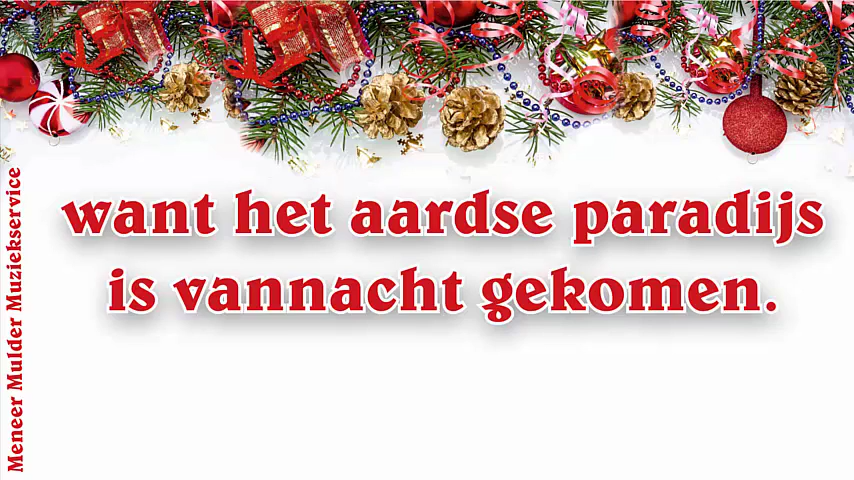 want het aardse paradijs
is vannacht gekomen.
Meneer Mulder Muziekservice